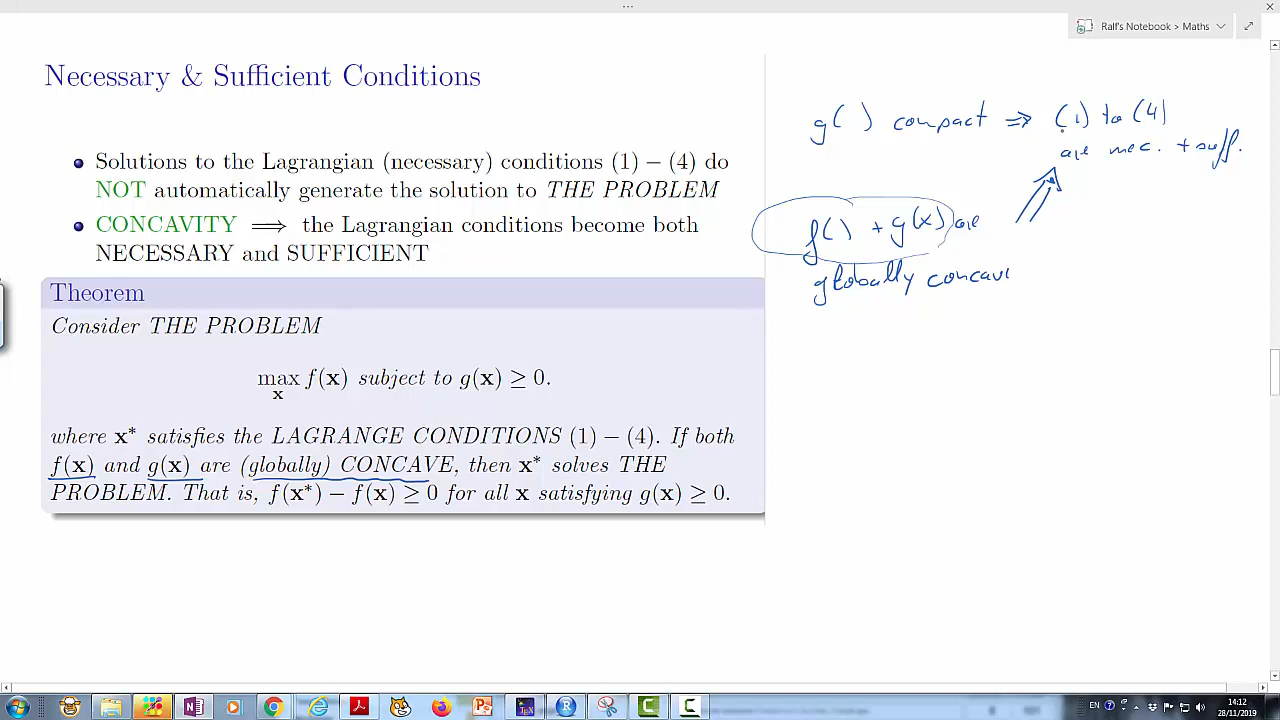 Ralf's Notebook > Maths
Necessary & Sufficient Conditions
Solutions to the Lagrangian (necessary) conditions (1) − (4) do
NOT automatically generate the solution to THE PROBLEM
CONCAVITY ⟹ the Lagrangian conditions become both
NECESSARY and SUFFICIENT
Theorem
Consider THE PROBLEM
max f(x) subject to g(x) ≥ 0.
x
where x* satisfies the LAGRANGE CONDITIONS (1) − (4). If both
f(x) and g(x) are (globally) CONCAVE, then x* solves THE
PROBLEM. That is, f(x*) − f(x) ≥ 0 for all x satisfying g(x) ≥ 0.
g( ) compact ⇒ (1) to (4)
are nec. + suff.
f( ) + g(x) are
globally concav
EN
14:12
28/11/2019